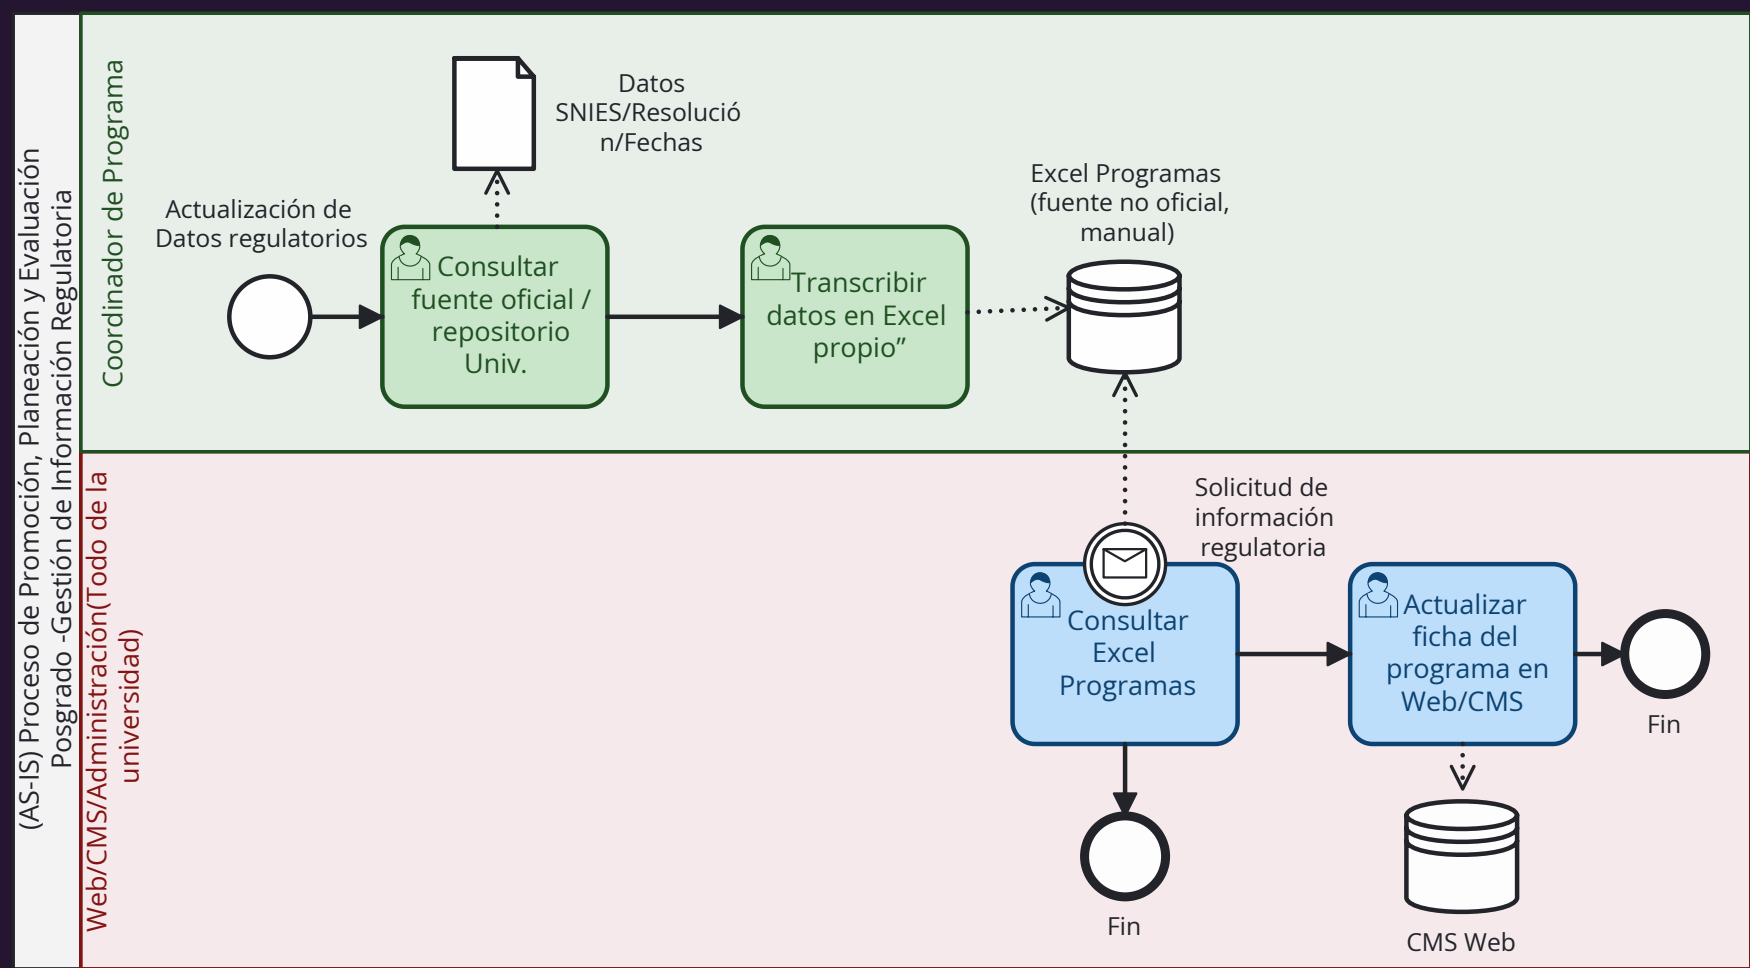 (AS-IS) Proceso de Promoción, Planeación y Evaluación
Posgrado -Gestión de Información Regulatoria
Coordinador de Programa
Datos
SNIES/Resolució
n/Fechas
Actualización de
Datos regulatorios
Consultar
fuente oficial /
repositorio
Univ.
Transcribir
datos en Excel
propio”
Excel Programas
(fuente no oficial,
manual)
Web/CMS/Administración(Todo de la
universidad)
Solicitud de
información
regulatoria
Consultar
Excel
Programas
Actualizar
ficha del
programa en
Web/CMS
Fin
Fin
CMS Web